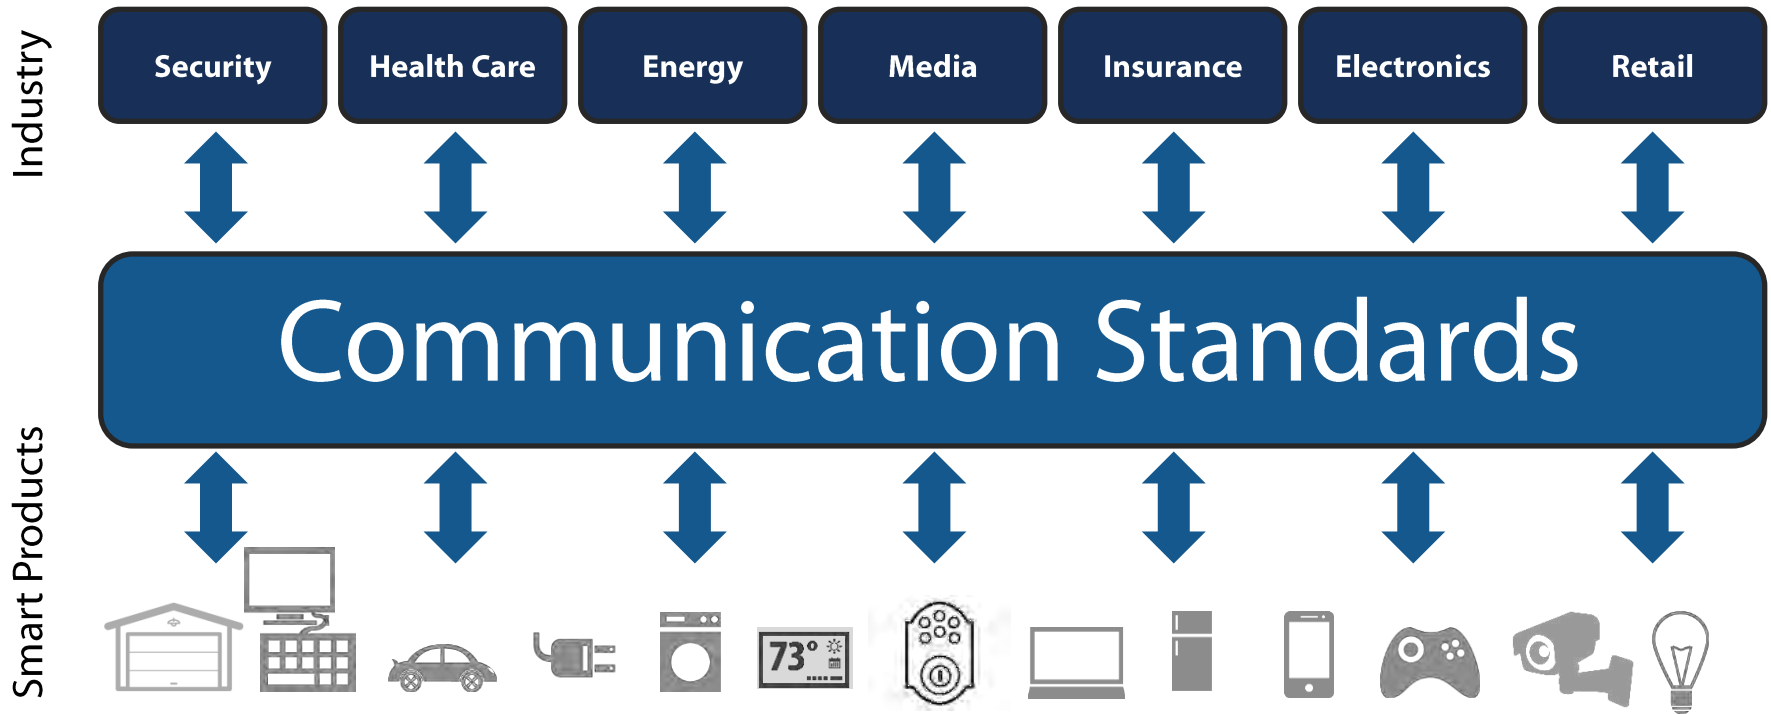 Industry
Security
Health Care
Energy
Media
Insurance
Electronics
Retail
Communication Standards
Smart Products
73°